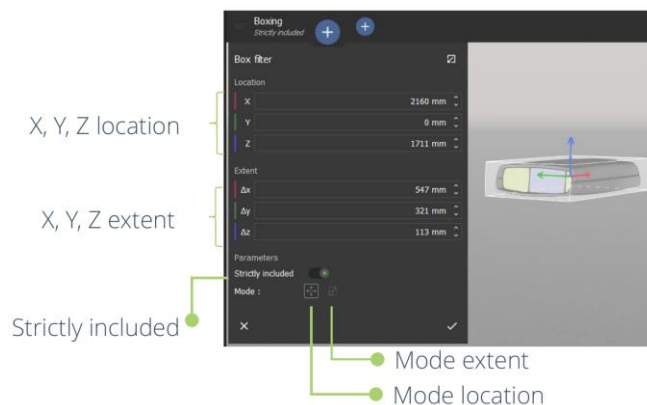 Boxing
Strictly included
Box filter
Location
X 2160 mm
Y 0 mm
Z 1711 mm
X, Y, Z location
Extent
Δx 547 mm
Δy 321 mm
Δz 113 mm
X, Y, Z extent
Parameters
Strictly included
Mode :
Strictly included
Mode extent
Mode location